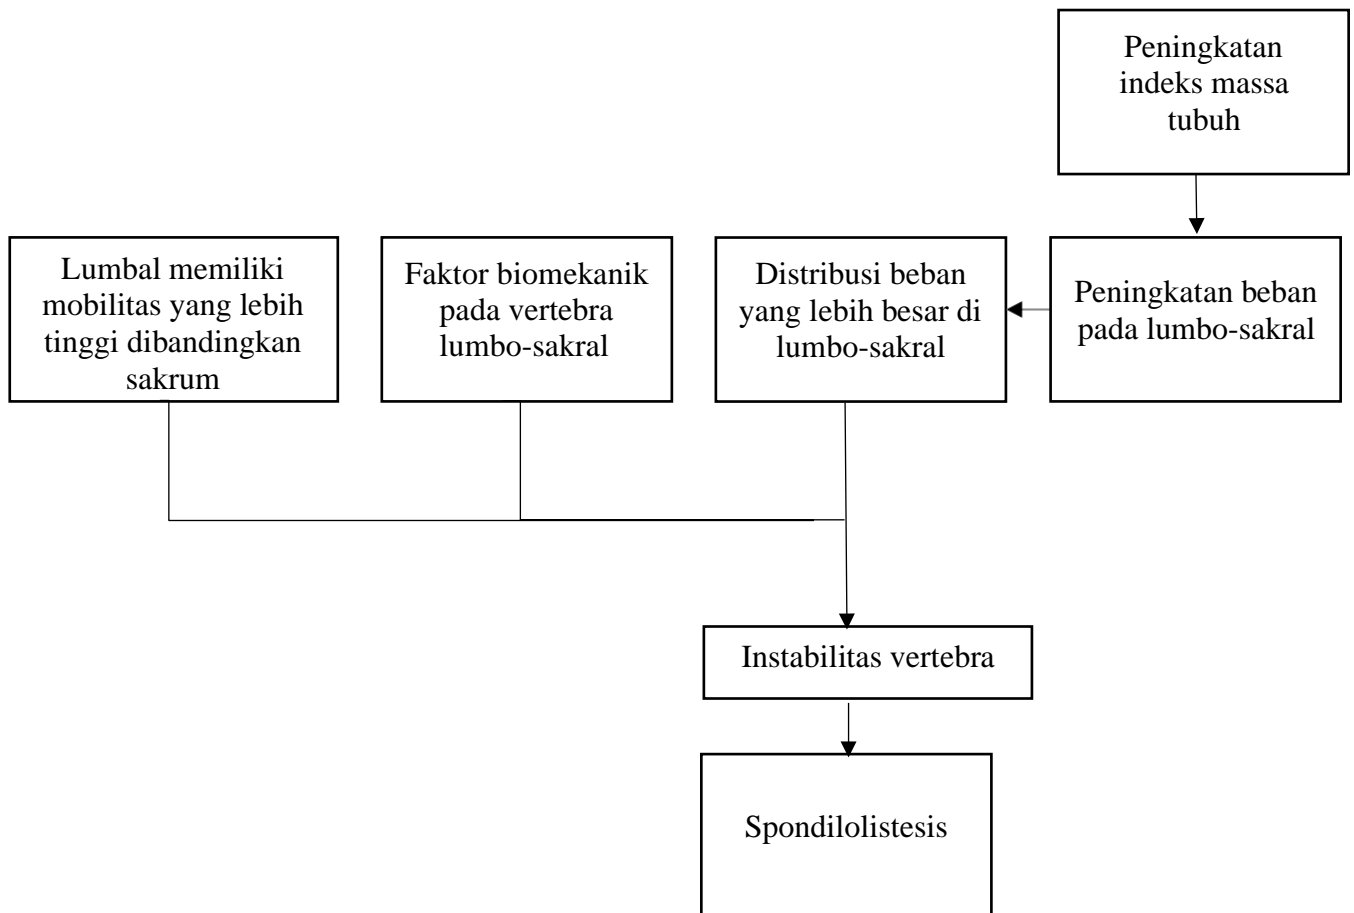 Peningkatan
indeks massa
tubuh
Lumbal memiliki
mobilitas yang lebih
tinggi dibandingkan
sakrum
Faktor biomekanik
pada vertebra
lumbo-sakral
Distribusi beban
yang lebih besar di
lumbo-sakral
Peningkatan beban
pada lumbo-sakral
Instabilitas vertebra
Spondilolistesis